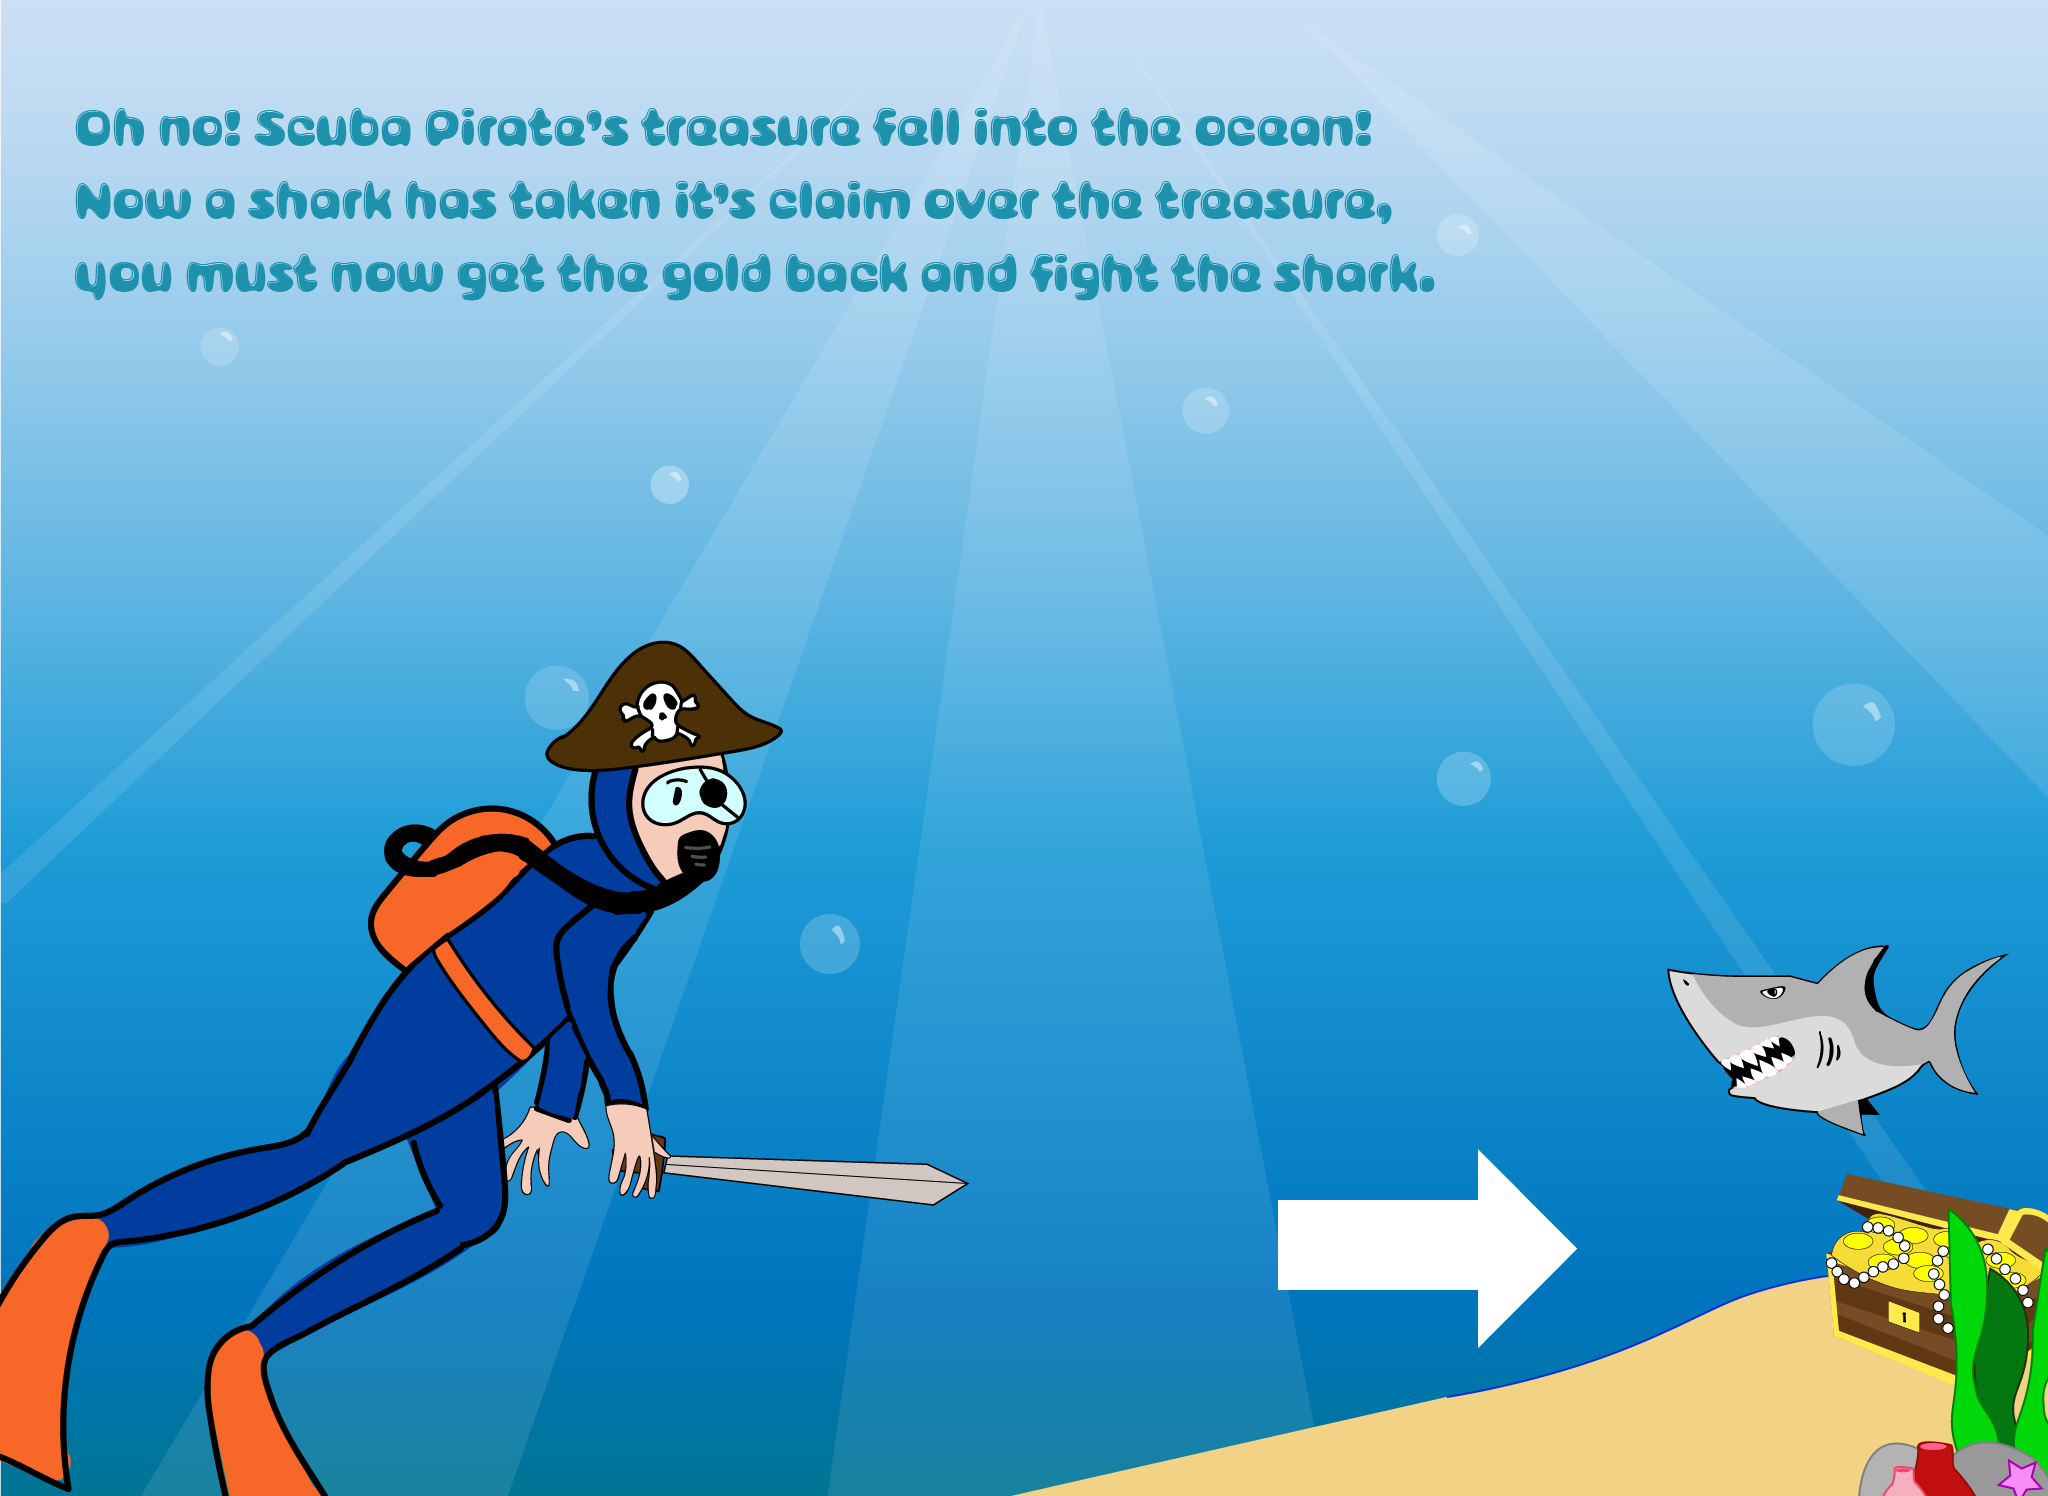 Oh no! Scuba Pirate's treasure fell into the ocean!
Now a shark has taken it's claim over the treasure,
you must now get the gold back and fight the shark.